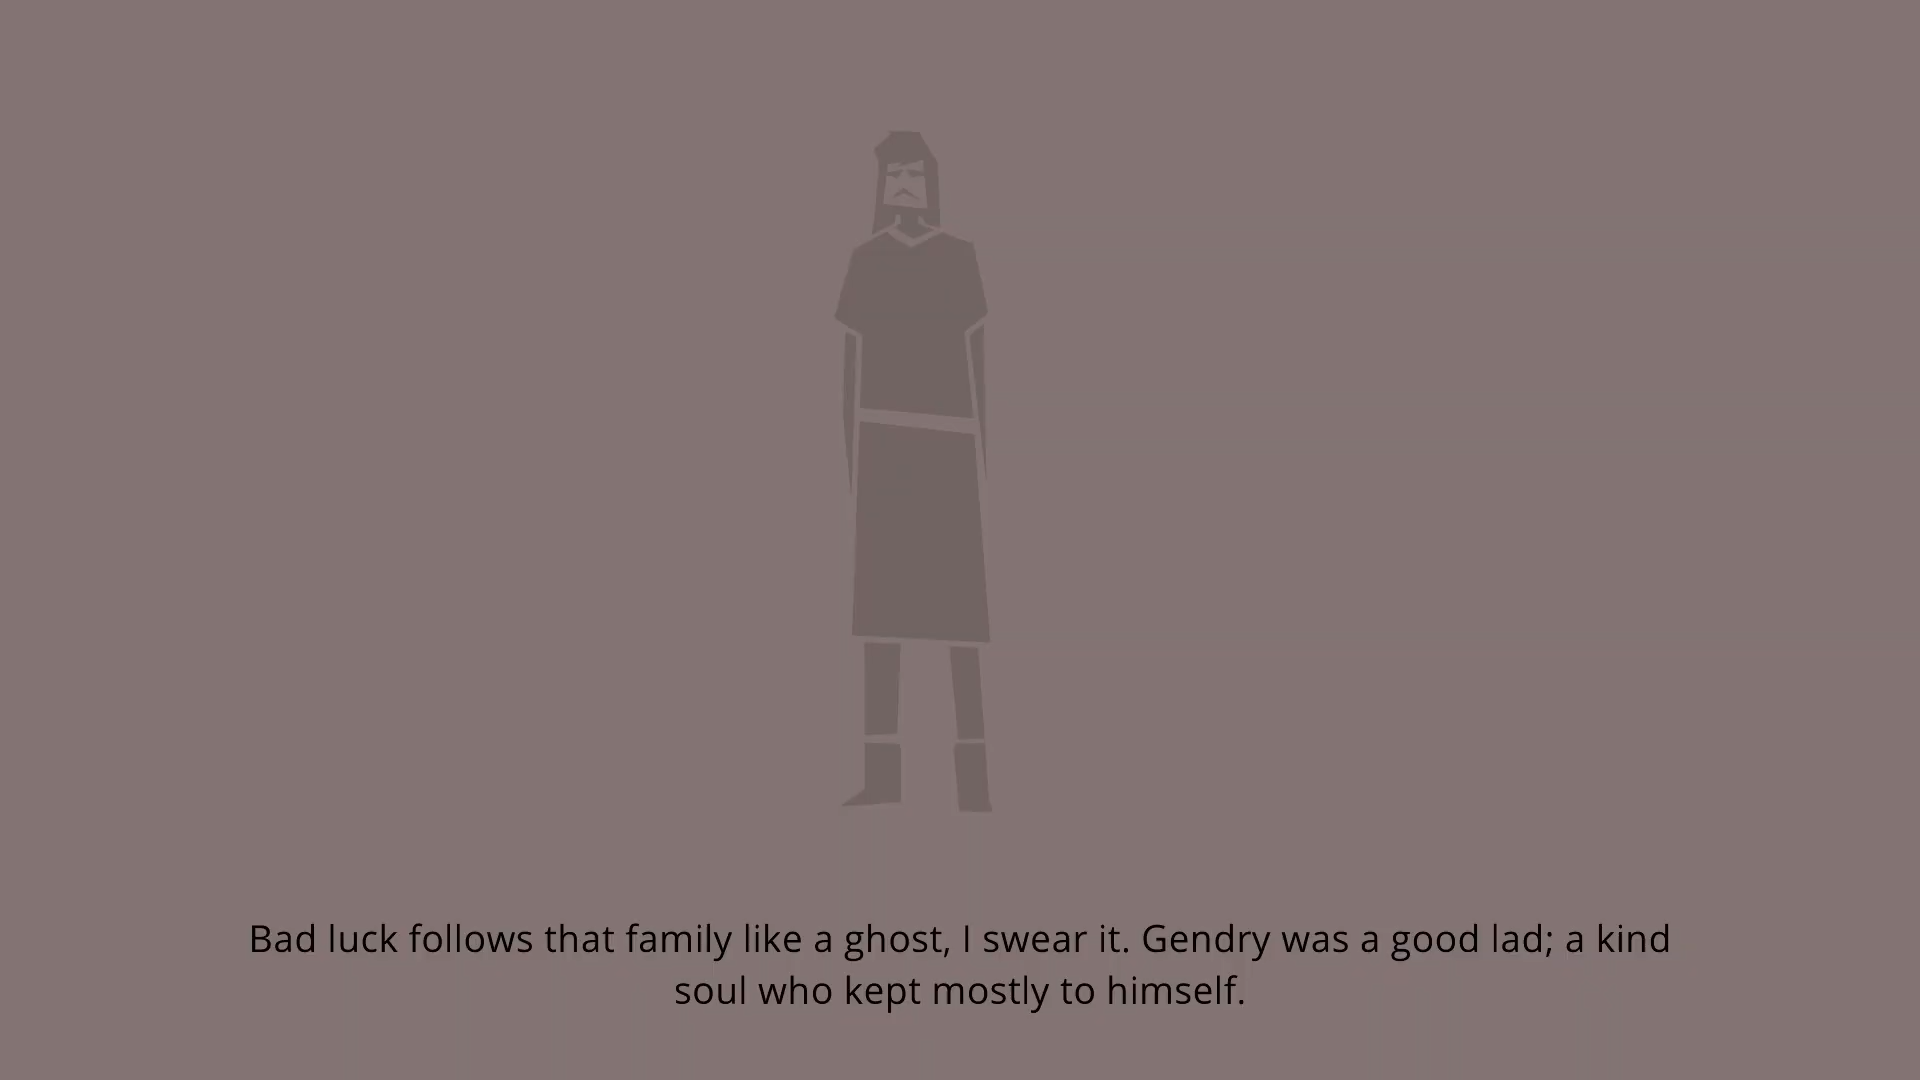 Bad luck follows that family like a ghost, I swear it. Gendry was a good lad; a kind
soul who kept mostly to himself.